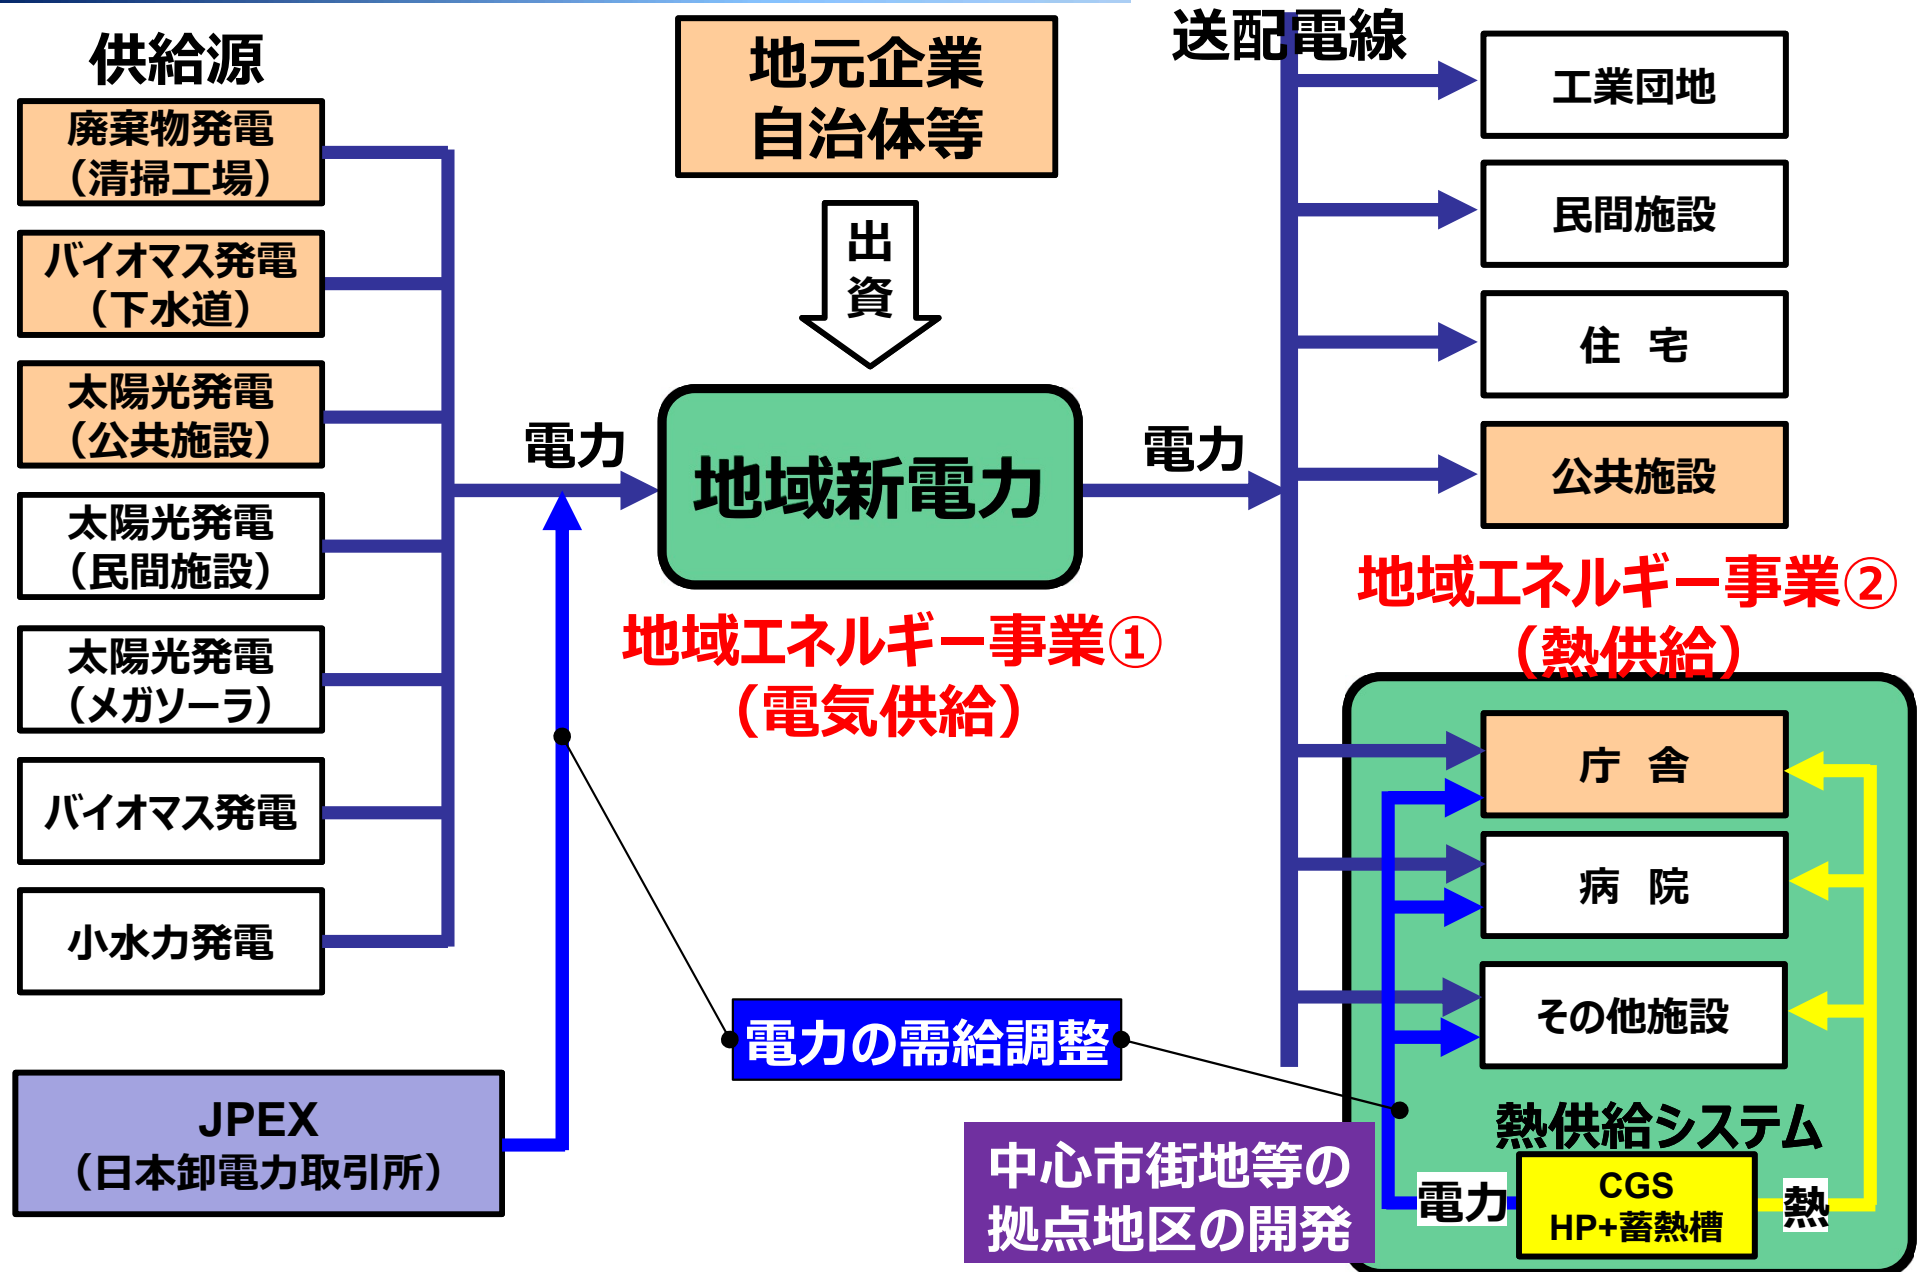 供給源
廃棄物発電
（清掃工場）
バイオマス発電
（下水道）
太陽光発電
（公共施設）
太陽光発電
（民間施設）
太陽光発電
（メガソーラ）
バイオマス発電
小水力発電
JPEX
（日本卸電力取引所）
地元企業
自治体等
出
資
電力
地域新電力
電力
地域エネルギー事業①
（電気供給）
電力の需給調整
中心市街地等の
拠点地区の開発
送配電線
工業団地
民間施設
住　宅
公共施設
地域エネルギー事業②
（熱供給）
庁　舎
病　院
その他施設
熱供給システム
電力
CGS
HP+蓄熱槽
熱